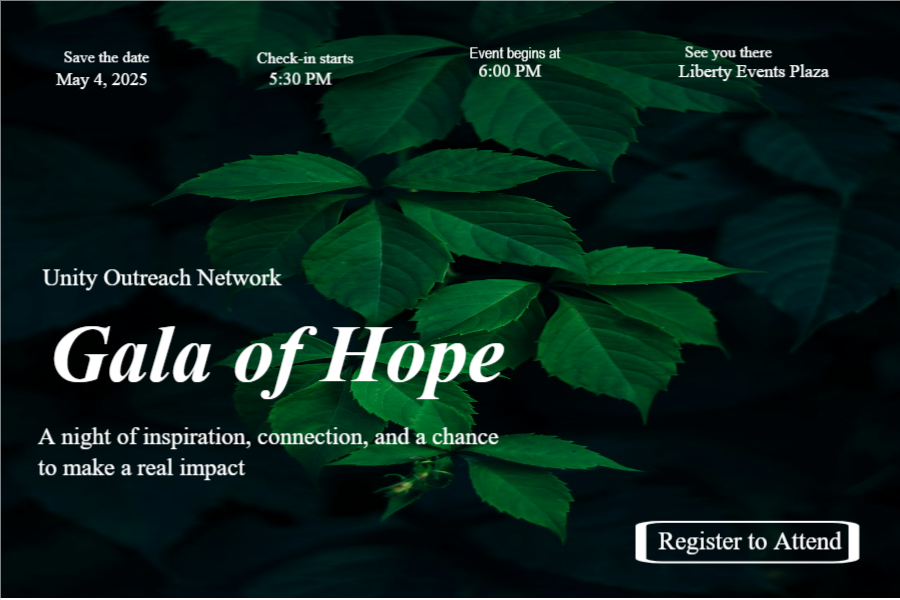 Save the date
May 4, 2025
Check-in starts
5:30 PM
Event begins at
6:00 PM
See you there
Liberty Events Plaza
Unity Outreach Network
Gala of Hope
A night of inspiration, connection, and a chance
to make a real impact
Register to Attend